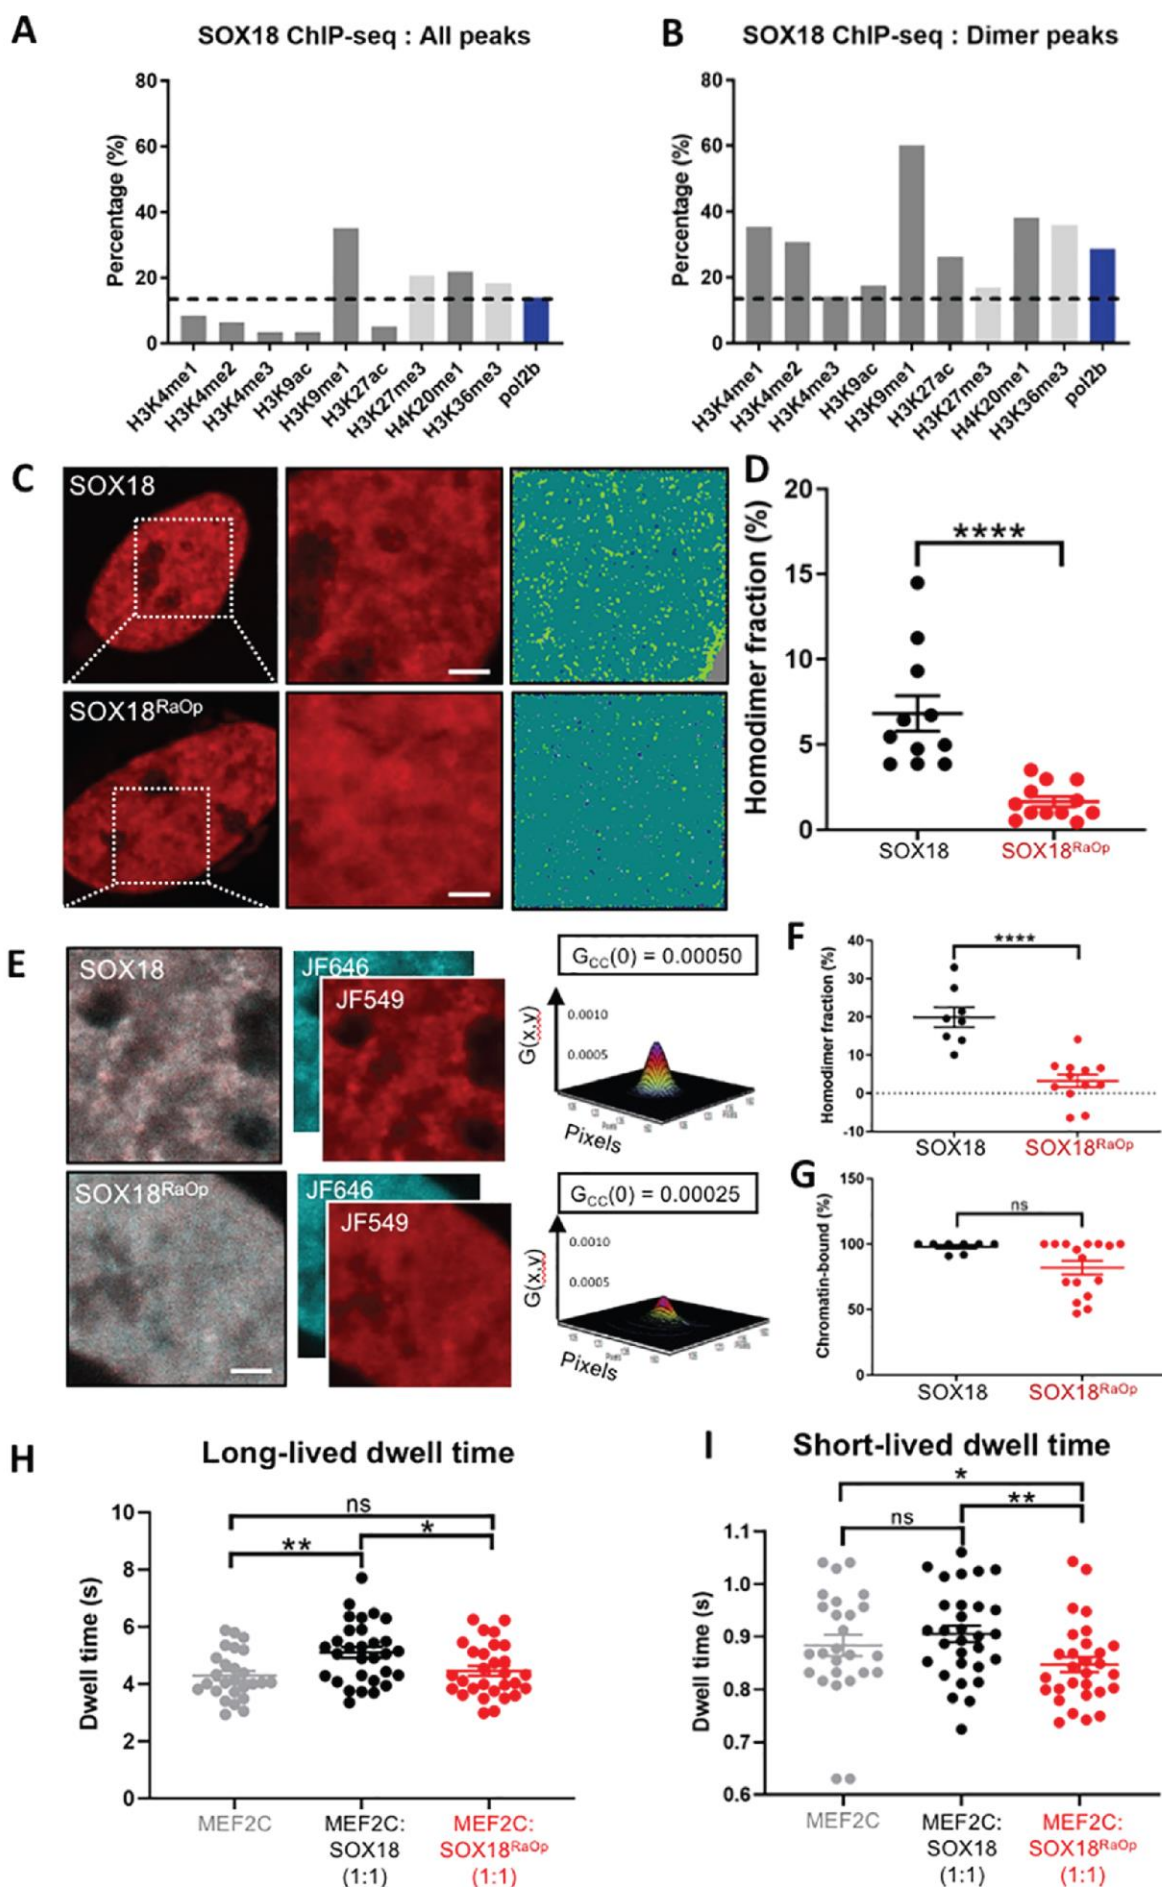 A
SOX18 ChIP-seq : All peaks
Percentage (%)
80
60
40
20
0
H3K4me1
H3K4me2
H3K4me3
H3K9ac
H3K9me1
H3K27ac
H3K27me3
H4K20me1
H3K36me3
pol2b
B
SOX18 ChIP-seq : Dimer peaks
Percentage (%)
80
60
40
20
0
H3K4me1
H3K4me2
H3K4me3
H3K9ac
H3K9me1
H3K27ac
H3K27me3
H4K20me1
H3K36me3
pol2b
C
SOX18
SOX18RaOp
D
Homodimer fraction (%)
20
15
10
5
0
****
SOX18
SOX18RaOp
E
SOX18
JF646
JF549
GCC(0) = 0.00050
G(x,y)
0.0010
0.0005
Pixels
SOX18RaOp
JF646
JF549
GCC(0) = 0.00025
G(x,y)
0.0010
0.0005
Pixels
F
Homodimer fraction (%)
40
30
20
10
0
-10
****
SOX18
SOX18RaOp
G
Chromatin-bound (%)
150
100
50
0
ns
SOX18
SOX18RaOp
H
Long-lived dwell time
Dwell time (s)
10
8
6
4
2
0
ns
**
*
MEF2C
MEF2C:
SOX18
(1:1)
MEF2C:
SOX18RaOp
(1:1)
I
Short-lived dwell time
Dwell time (s)
1.1
1.0
0.9
0.8
0.7
0.6
*
**
ns
MEF2C
MEF2C:
SOX18
(1:1)
MEF2C:
SOX18RaOp
(1:1)